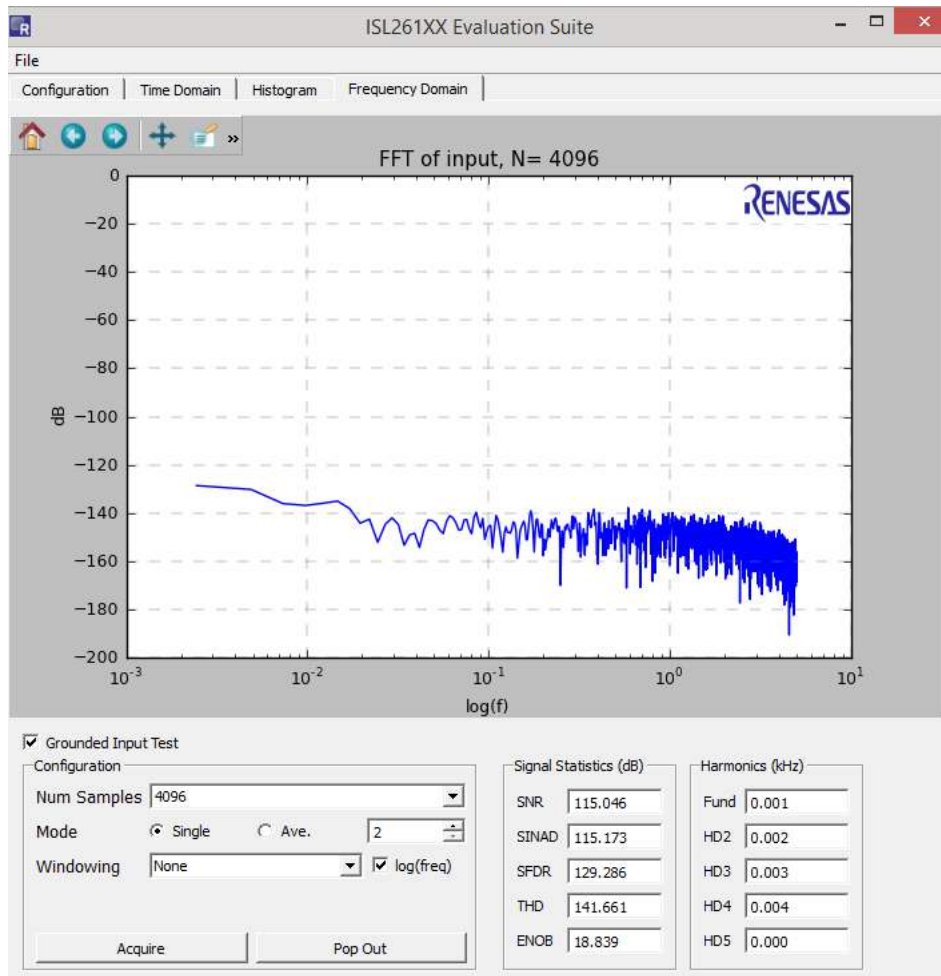 R
ISL261XX Evaluation Suite
File
Configuration Time Domain Histogram Frequency Domain
»
FFT of input, N= 4096
RENESAS
0
−20
−40
−60
−80
−100
−120
−140
−160
−180
−200
dB
10^-3 10^-2 10^-1 10^0 10^1
log(f)
Grounded Input Test
Configuration
Num Samples 4096
Mode Single Ave. 2
Windowing None log(freq)
Acquire Pop Out
Signal Statistics (dB)
SNR 115.046
SINAD 115.173
SFDR 129.286
THD 141.661
ENOB 18.839
Harmonics (kHz)
Fund 0.001
HD2 0.002
HD3 0.003
HD4 0.004
HD5 0.000